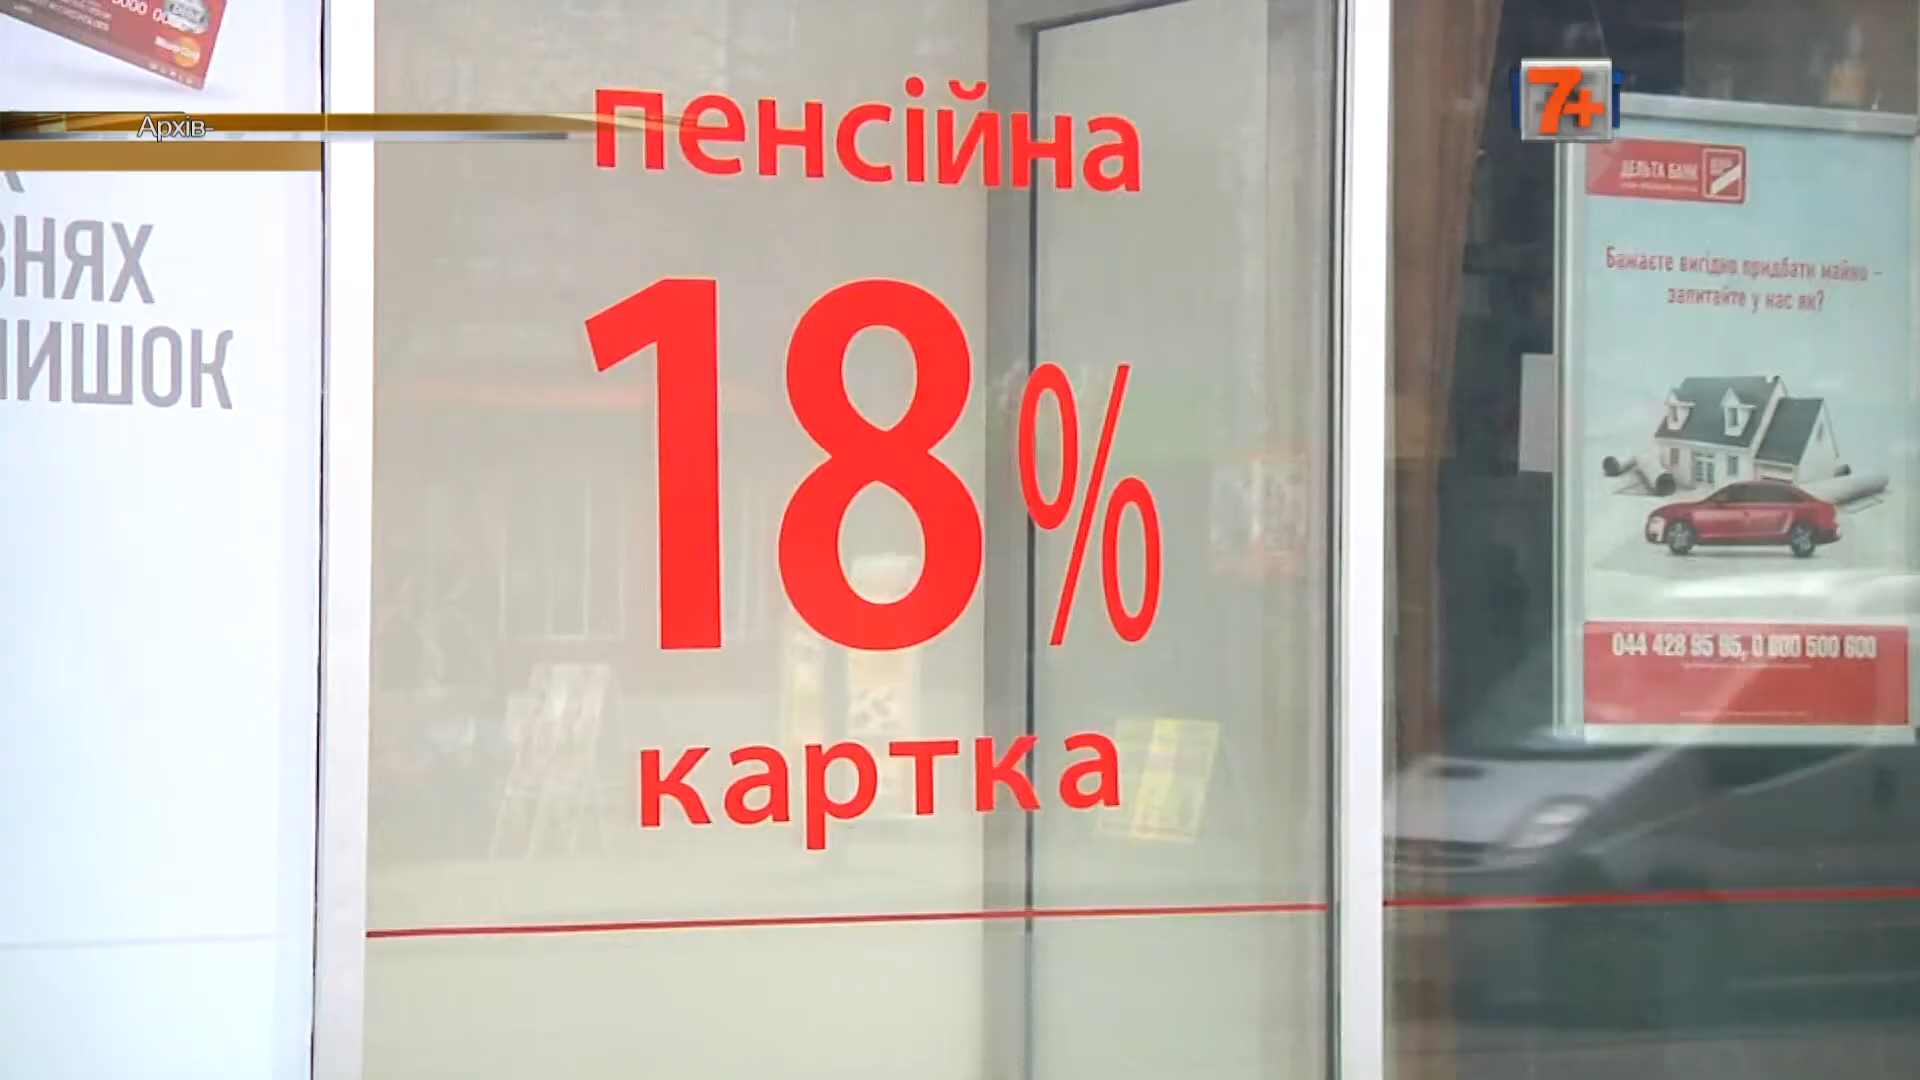 Архів-
7+
ВНЯХ
ИШОК
пенсійна
18%
картка
ДЕЛЬТА БАНК
Бажаєте вигідно придбати майно –
запитайте у нас як?
044 428 95 95, 0 800 500 600